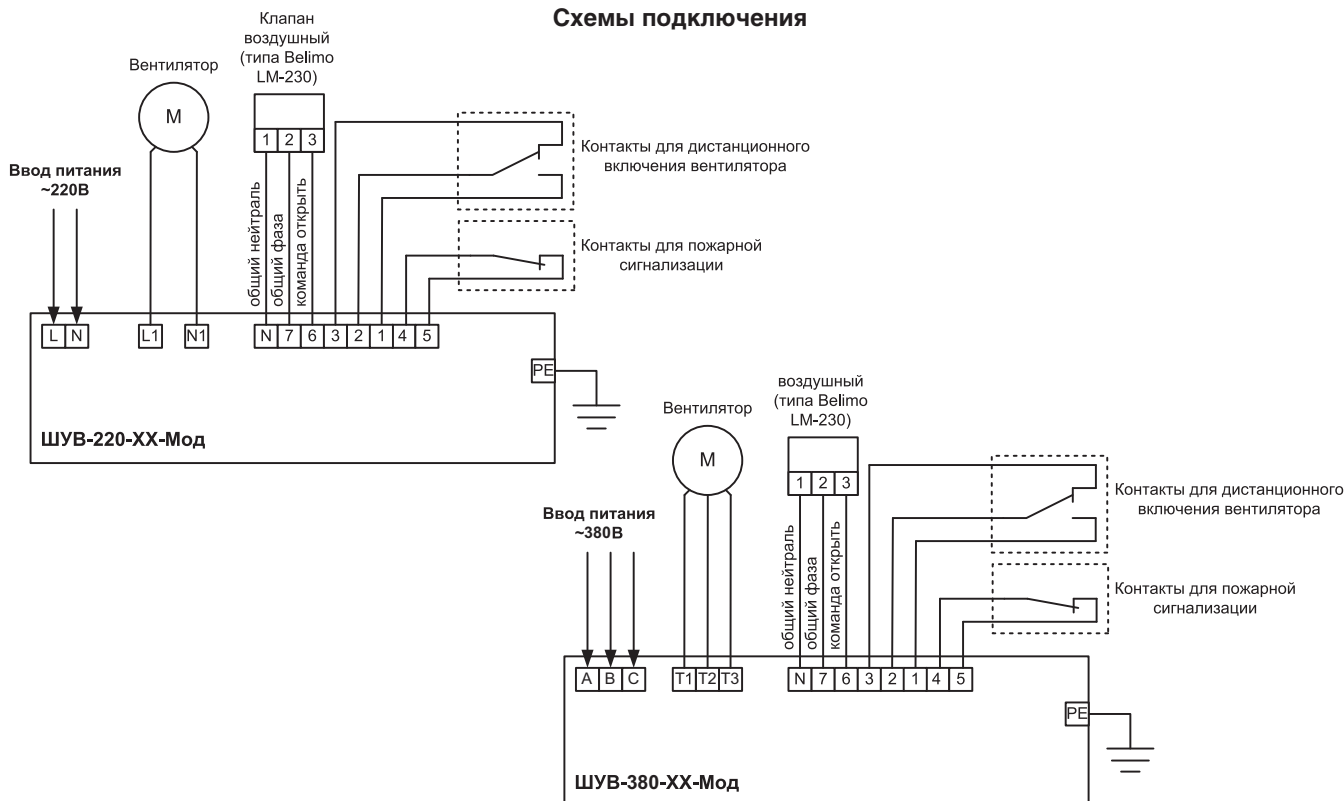 Схемы подключения
Клапан
воздушный
(типа Belimo
LM-230)
Вентилятор
M
1 2 3
Ввод питания
~220В
общий нейтраль
общий фаза
команда открыть
Контакты для дистанционного
включения вентилятора
Контакты для пожарной
сигнализации
L N L1 N1 N 7 6 3 2 1 4 5
PE
ШУВ-220-ХХ-Мод
воздушный
(типа Belimo
LM-230)
Вентилятор
M
1 2 3
Ввод питания
~380В
общий нейтраль
общий фаза
команда открыть
Контакты для дистанционного
включения вентилятора
Контакты для пожарной
сигнализации
A B C T1 T2 T3 N 7 6 3 2 1 4 5
PE
ШУВ-380-ХХ-Мод